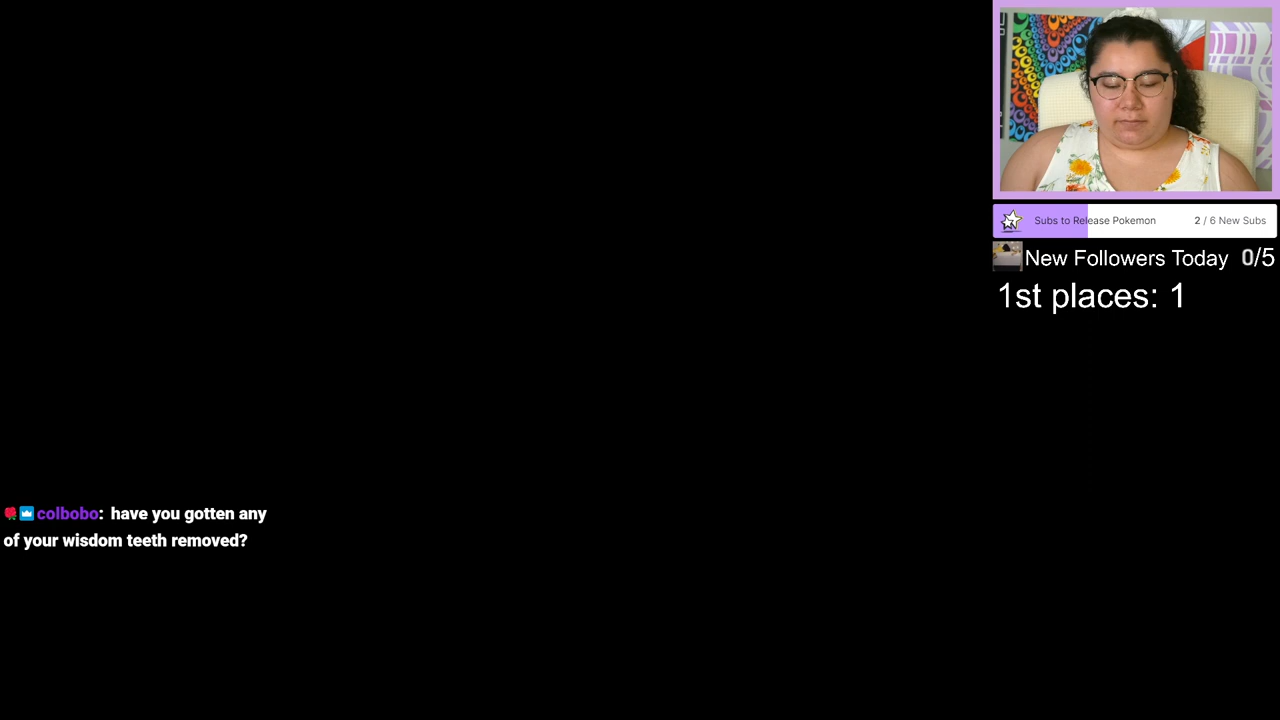 Subs to Release Pokemon 2 / 6 New Subs
New Followers Today 0/5
1st places: 1
colbobo: have you gotten any
of your wisdom teeth removed?